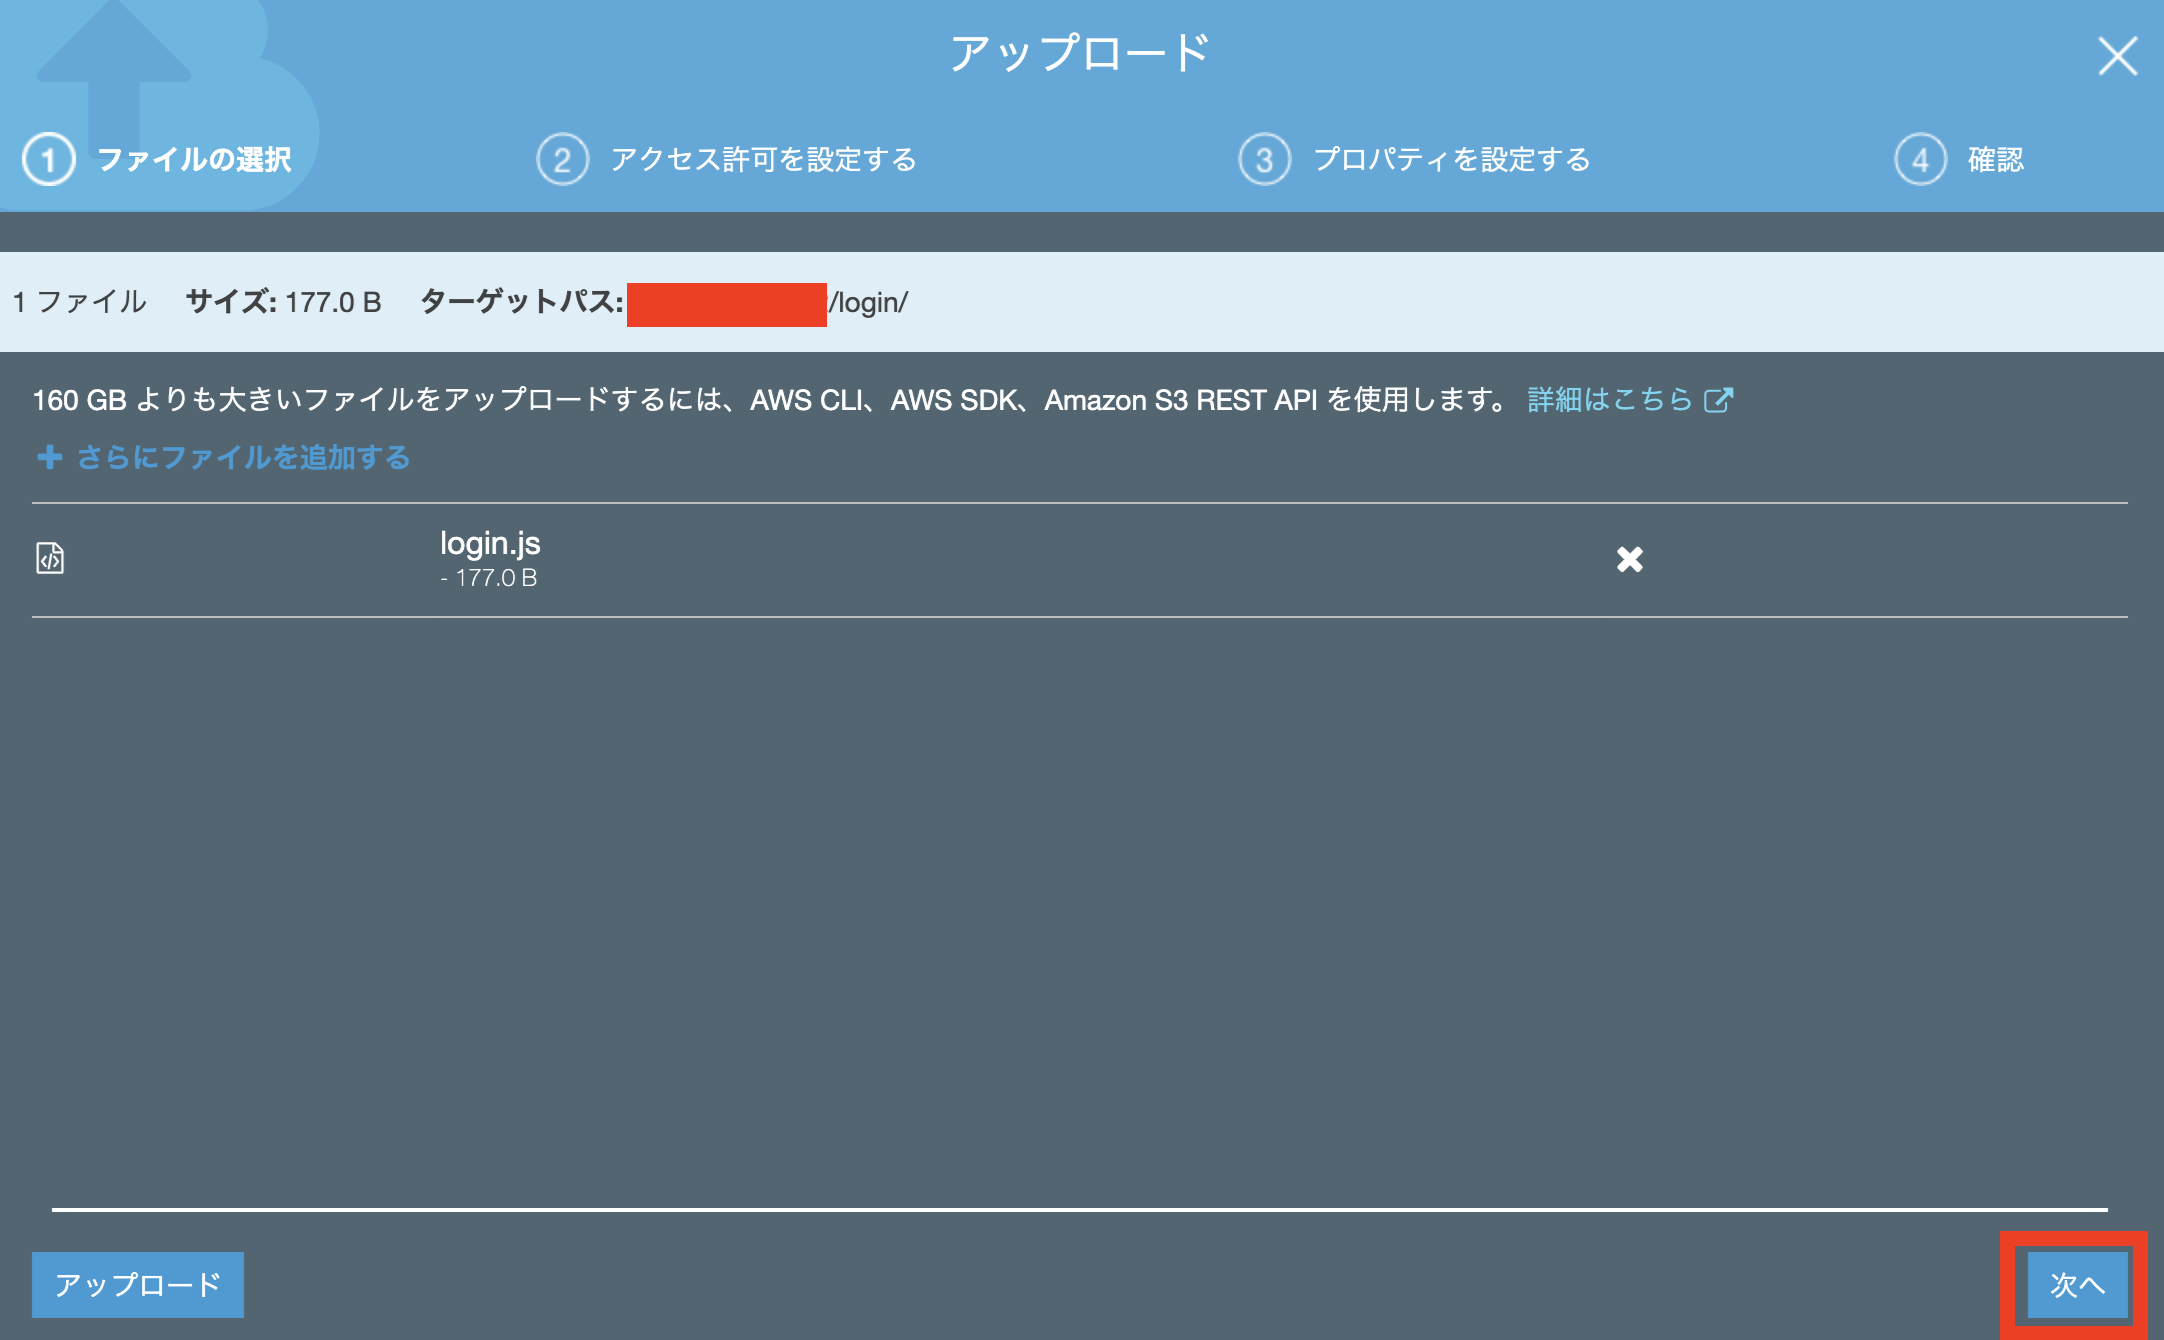 アップロード
1 ファイルの選択 2 アクセス許可を設定する 3 プロパティを設定する 4 確認
1 ファイル サイズ: 177.0 B ターゲットパス: /login/
160 GB よりも大きいファイルをアップロードするには、AWS CLI、AWS SDK、Amazon S3 REST API を使用します。 詳細はこちら
+ さらにファイルを追加する
login.js
- 177.0 B
アップロード 次へ